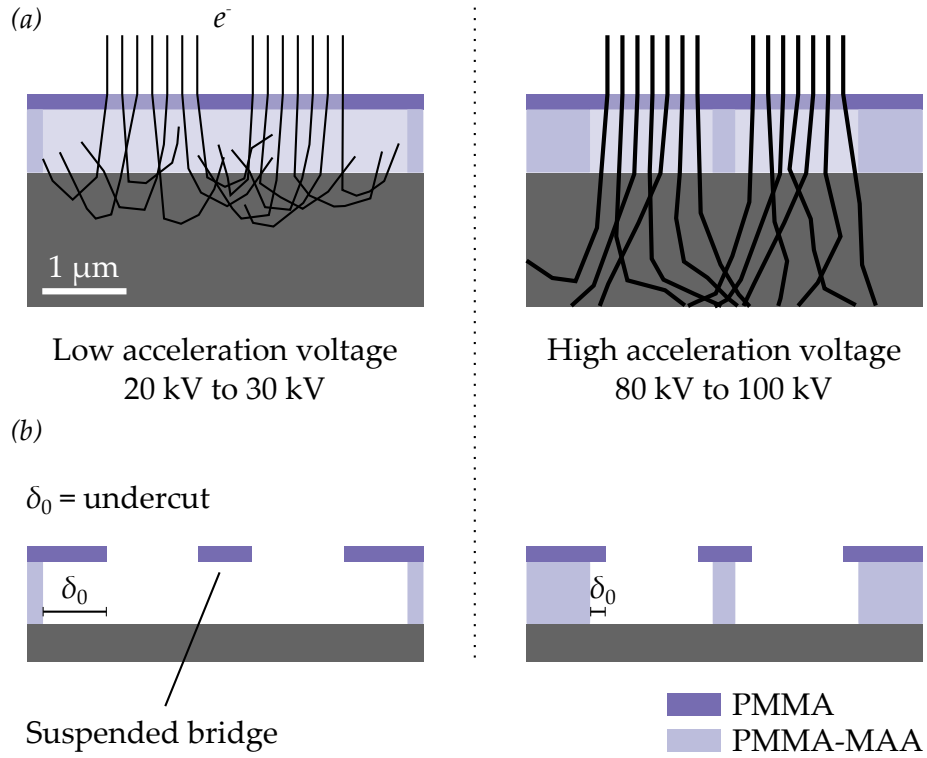 (a)
e⁻
1 μm
Low acceleration voltage
20 kV to 30 kV
High acceleration voltage
80 kV to 100 kV
(b)
δ₀ = undercut
δ₀
δ₀
Suspended bridge
PMMA
PMMA-MAA